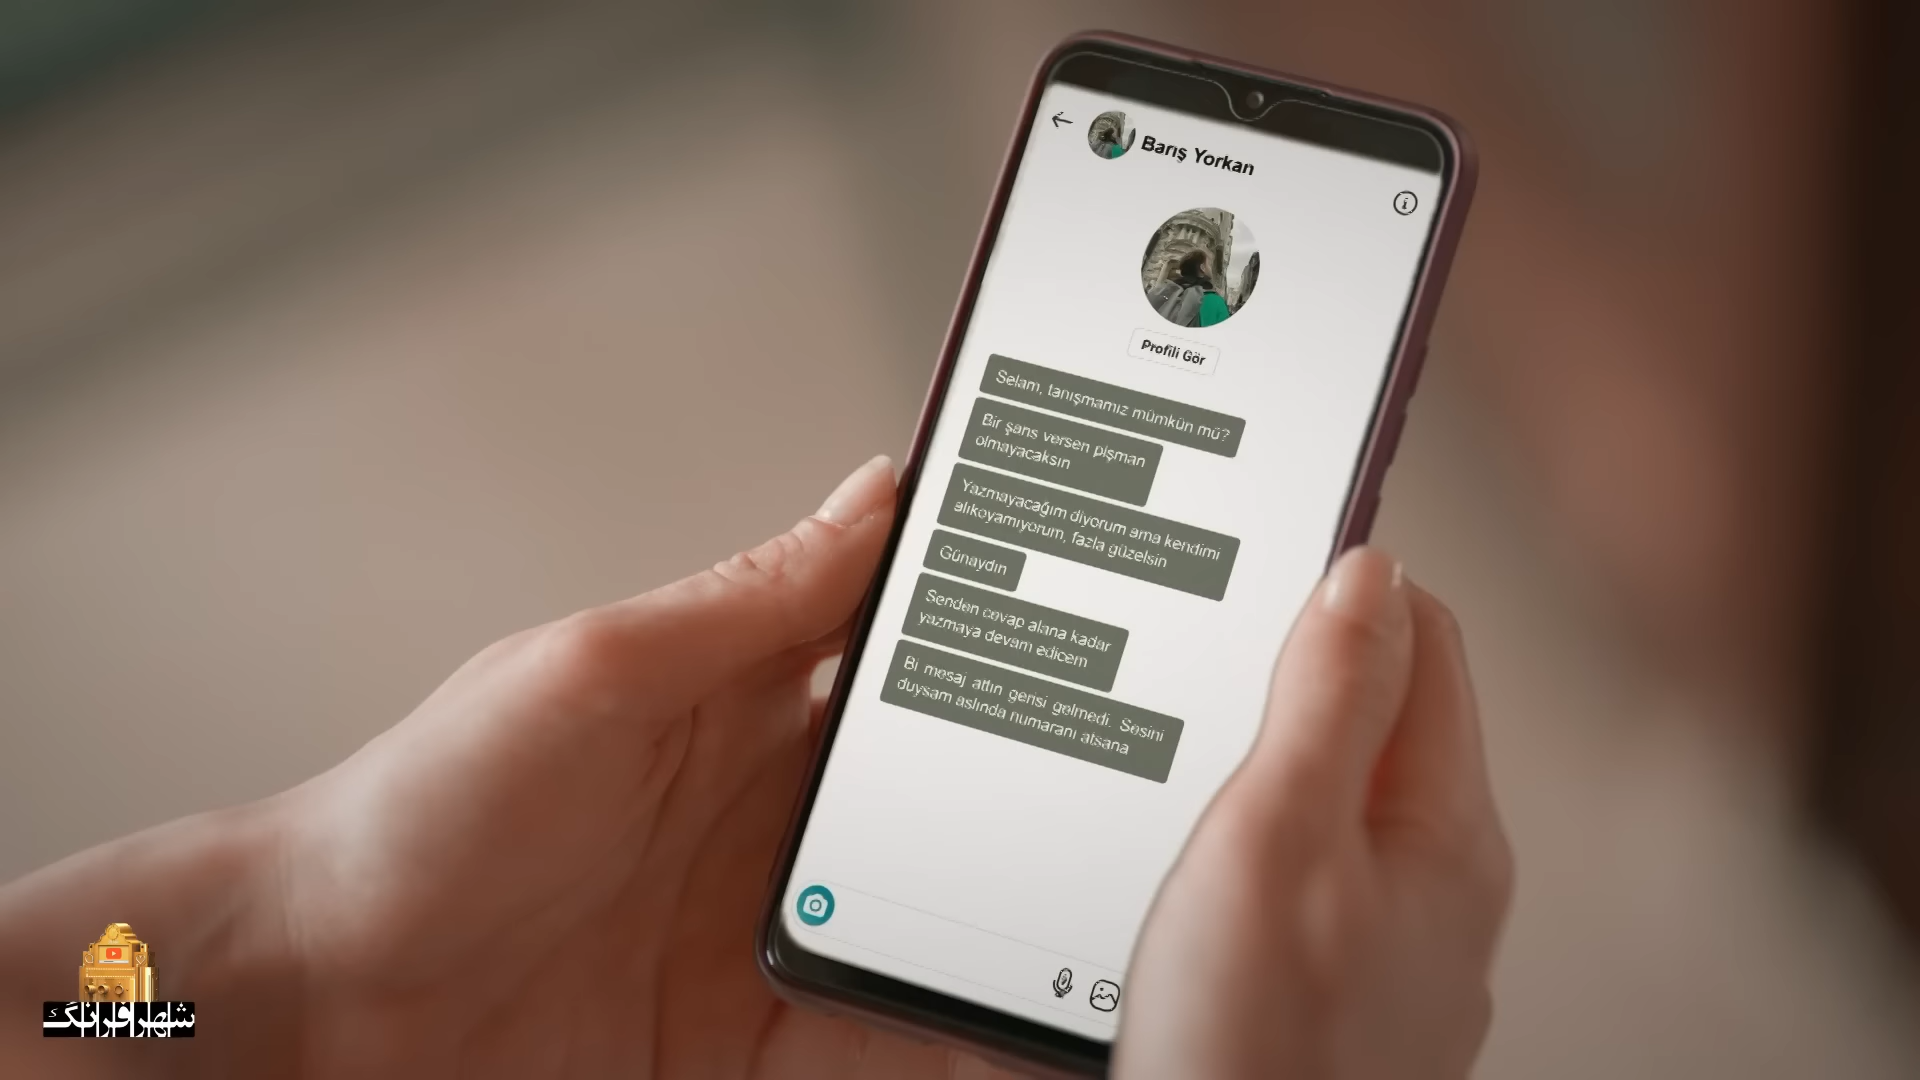 Barış Yorkan
Profili Gör
Selam, tanışmamız mümkün mü?
Bir şans versen pişman
olmayacaksın
Yazmayacağım diyorum ama kendimi
alıkoyamıyorum, fazla güzelsin
Günaydın
Senden cevap alana kadar
yazmaya devam edicem
Bi mesaj attın gerisi gelmedi. Sesini
duysam aslında numaranı atsana
شهر فرنگ